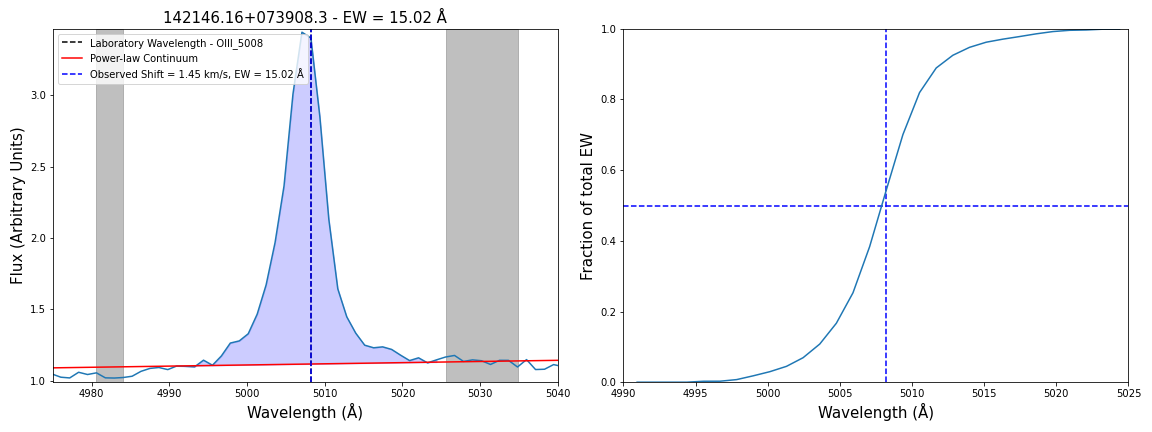 142146.16+073908.3 - EW = 15.02 Å
Laboratory Wavelength - OIII_5008
Power-law Continuum
Observed Shift = 1.45 km/s, EW = 15.02 Å
Flux (Arbitrary Units)
3.0
2.5
2.0
1.5
1.0
4980 4990 5000 5010 5020 5030 5040
Wavelength (Å)
Fraction of total EW
1.0
0.8
0.6
0.4
0.2
0.0
4990 4995 5000 5005 5010 5015 5020 5025
Wavelength (Å)